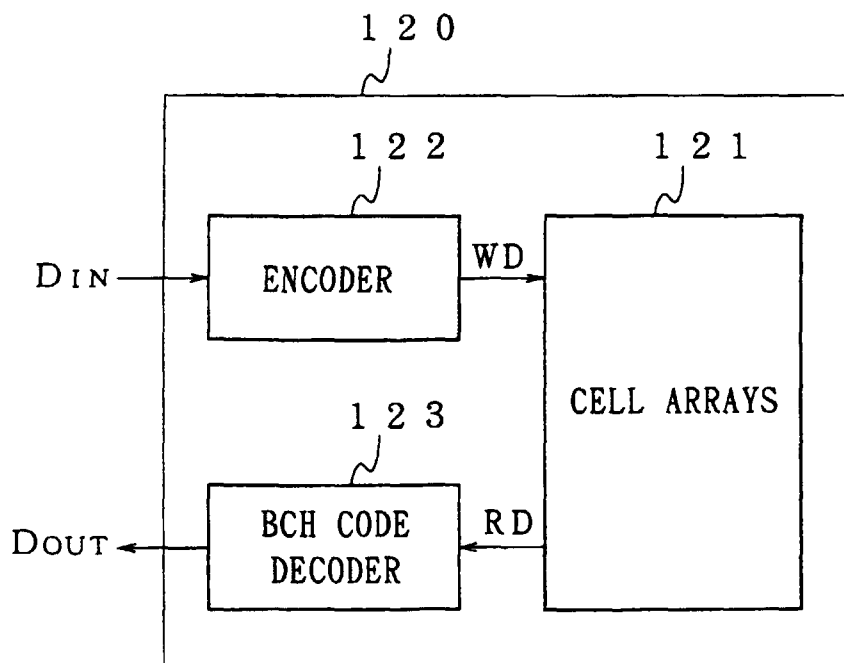 120
122
121
DIN
ENCODER
WD
CELL ARRAYS
123
DOUT
BCH CODE
DECODER
RD